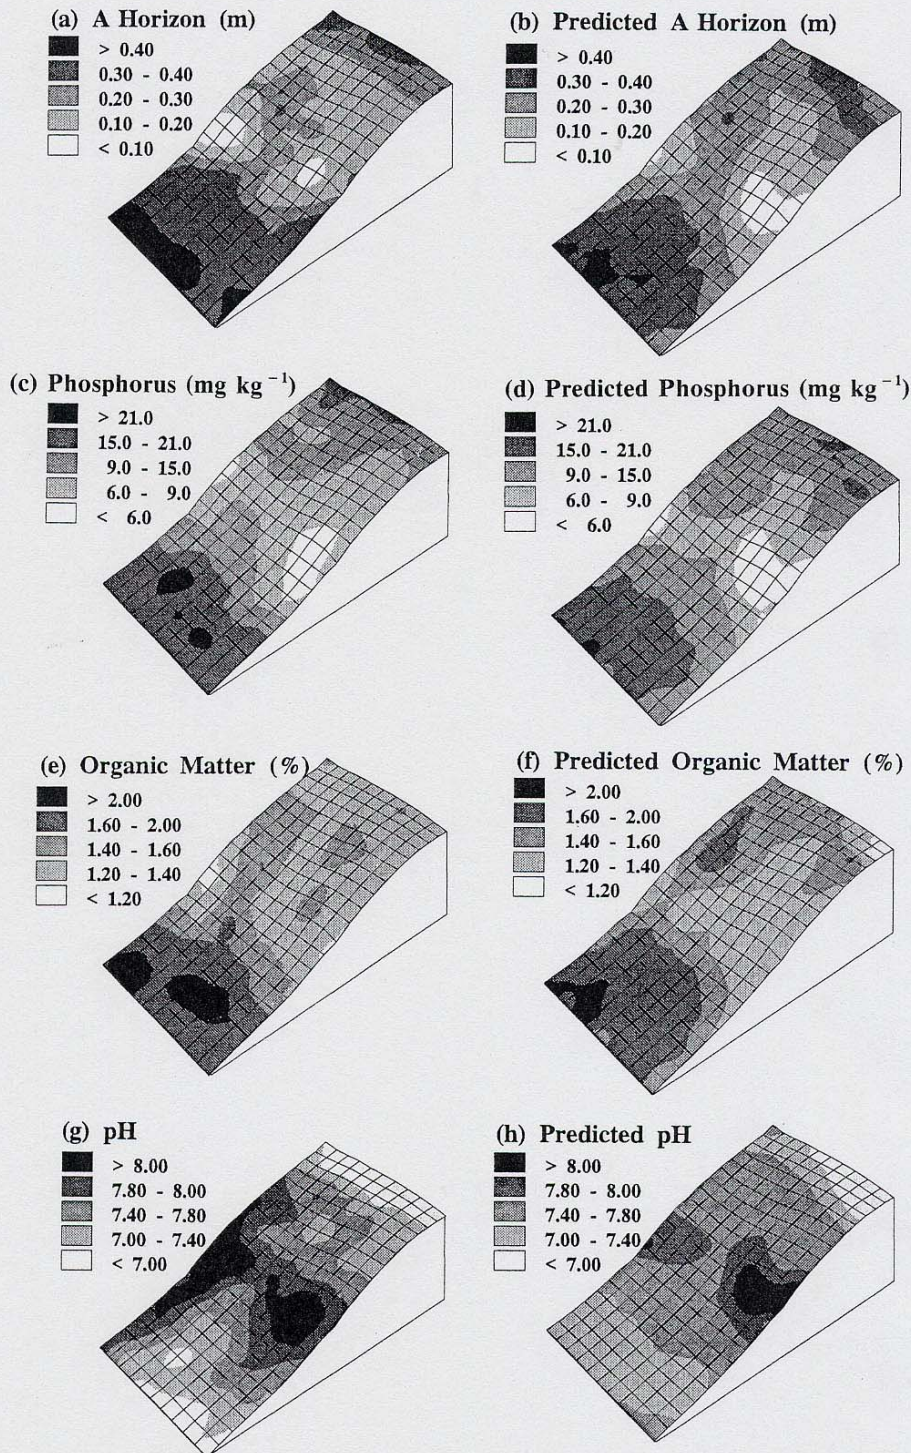 (a) A Horizon (m)
> 0.40
0.30 - 0.40
0.20 - 0.30
0.10 - 0.20
< 0.10
(b) Predicted A Horizon (m)
> 0.40
0.30 - 0.40
0.20 - 0.30
0.10 - 0.20
< 0.10
(c) Phosphorus (mg kg⁻¹)
> 21.0
15.0 - 21.0
9.0 - 15.0
6.0 - 9.0
< 6.0
(d) Predicted Phosphorus (mg kg⁻¹)
> 21.0
15.0 - 21.0
9.0 - 15.0
6.0 - 9.0
< 6.0
(e) Organic Matter (%)
> 2.00
1.60 - 2.00
1.40 - 1.60
1.20 - 1.40
< 1.20
(f) Predicted Organic Matter (%)
> 2.00
1.60 - 2.00
1.40 - 1.60
1.20 - 1.40
< 1.20
(g) pH
> 8.00
7.80 - 8.00
7.40 - 7.80
7.00 - 7.40
< 7.00
(h) Predicted pH
> 8.00
7.80 - 8.00
7.40 - 7.80
7.00 - 7.40
< 7.00